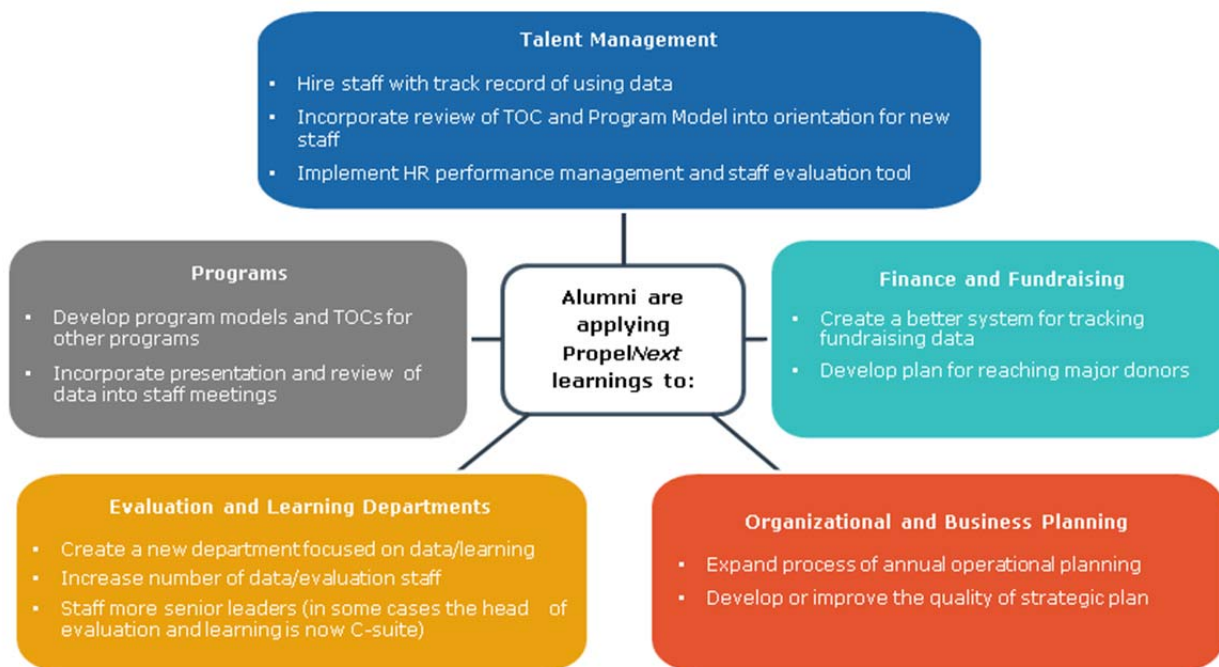 Talent Management
▪ Hire staff with track record of using data
▪ Incorporate review of TOC and Program Model into orientation for new
staff
▪ Implement HR performance management and staff evaluation tool
Programs
▪ Develop program models and TOCs for
other programs
▪ Incorporate presentation and review of
data into staff meetings
Alumni are
applying
PropelNext
learnings to:
Finance and Fundraising
▪ Create a better system for tracking
fundraising data
▪ Develop plan for reaching major donors
Evaluation and Learning Departments
▪ Create a new department focused on data/learning
▪ Increase number of data/evaluation staff
▪ Staff more senior leaders (in some cases the head of
evaluation and learning is now C-suite)
Organizational and Business Planning
▪ Expand process of annual operational planning
▪ Develop or improve the quality of strategic plan